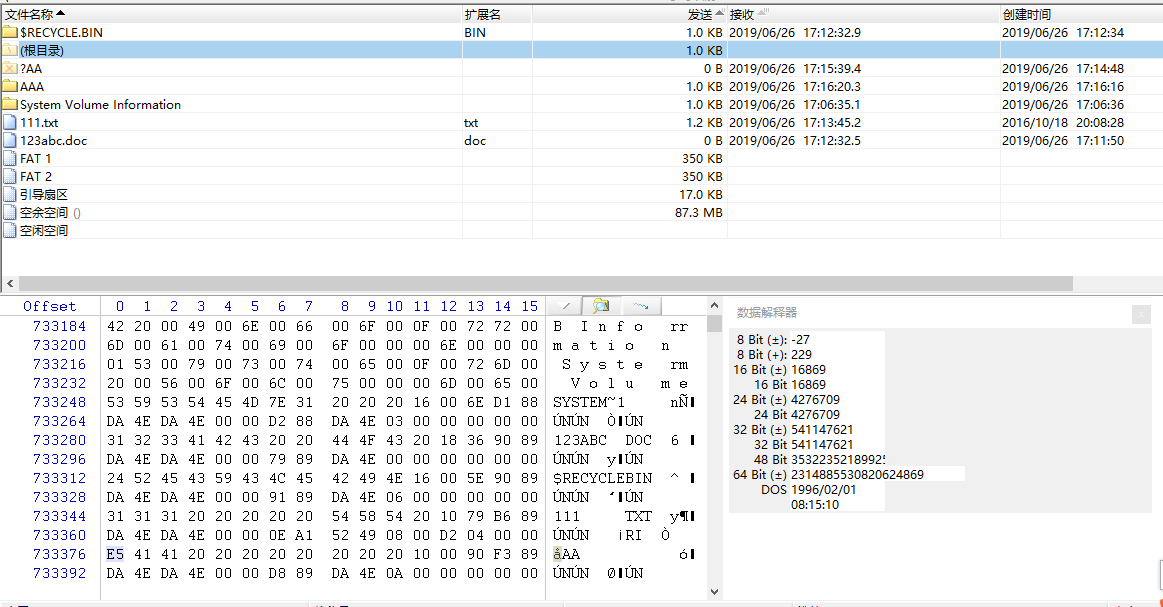 文件名称 扩展名 发送 接收 创建时间
$RECYCLE.BIN BIN 1.0 KB 2019/06/26 17:12:32.9 2019/06/26 17:12:34
(根目录) 1.0 KB
?AA 0 B 2019/06/26 17:15:39.4 2019/06/26 17:14:48
AAA 1.0 KB 2019/06/26 17:16:20.3 2019/06/26 17:16:16
System Volume Information 1.0 KB 2019/06/26 17:06:35.1 2019/06/26 17:06:36
111.txt txt 1.2 KB 2019/06/26 17:13:45.2 2016/10/18 20:08:28
123abc.doc doc 0 B 2019/06/26 17:12:32.5 2019/06/26 17:11:50
FAT 1 350 KB
FAT 2 350 KB
引导扇区 17.0 KB
空余空间 () 87.3 MB
空闲空间
Offset 0 1 2 3 4 5 6 7 8 9 10 11 12 13 14 15
733184 42 20 00 49 00 6E 00 66 00 6F 00 0F 00 72 72 00 B I n f o rr
733200 6D 00 61 00 74 00 69 00 6F 00 00 00 6E 00 00 00 m a t i o n
733216 01 53 00 79 00 73 00 74 00 65 00 0F 00 72 6D 00 S y s t e rm
733232 20 00 56 00 6F 00 6C 00 75 00 00 00 6D 00 65 00 V o l u m e
733248 53 59 53 54 45 4D 7E 31 20 20 20 16 00 6E D1 88 SYSTEM~1 nÑ
733264 DA 4E DA 4E 00 00 D2 88 DA 4E 03 00 00 00 00 00 ÚNÚN Ò ÚN
733280 31 32 33 41 42 43 20 20 44 4F 43 20 18 36 90 89 123ABC DOC 6
733296 DA 4E DA 4E 00 00 79 89 DA 4E 00 00 00 00 00 00 ÚNÚN y ÚN
733312 24 52 45 43 59 43 4C 45 42 49 4E 16 00 5E 90 89 $RECYCLEBIN ^
733328 DA 4E DA 4E 00 00 91 89 DA 4E 06 00 00 00 00 00 ÚNÚN ‘ ÚN
733344 31 31 31 20 20 20 20 20 54 58 54 20 10 79 B6 89 111 TXT y¶
733360 DA 4E DA 4E 00 00 0E A1 52 49 08 00 D2 04 00 00 ÚNÚN ¡RI Ò
733376 E5 41 41 20 20 20 20 20 20 20 20 10 00 90 F3 89 åAA ó
733392 DA 4E DA 4E 00 00 D8 89 DA 4E 0A 00 00 00 00 00 ÚNÚN Ø ÚN
数据解释器
8 Bit (±): -27
8 Bit (+): 229
16 Bit (±) 16869
16 Bit 16869
24 Bit (±) 4276709
24 Bit 4276709
32 Bit (±) 541147621
32 Bit 541147621
48 Bit 35322352189925
64 Bit (±) 2314885530820624869
DOS 1996/02/01
08:15:10